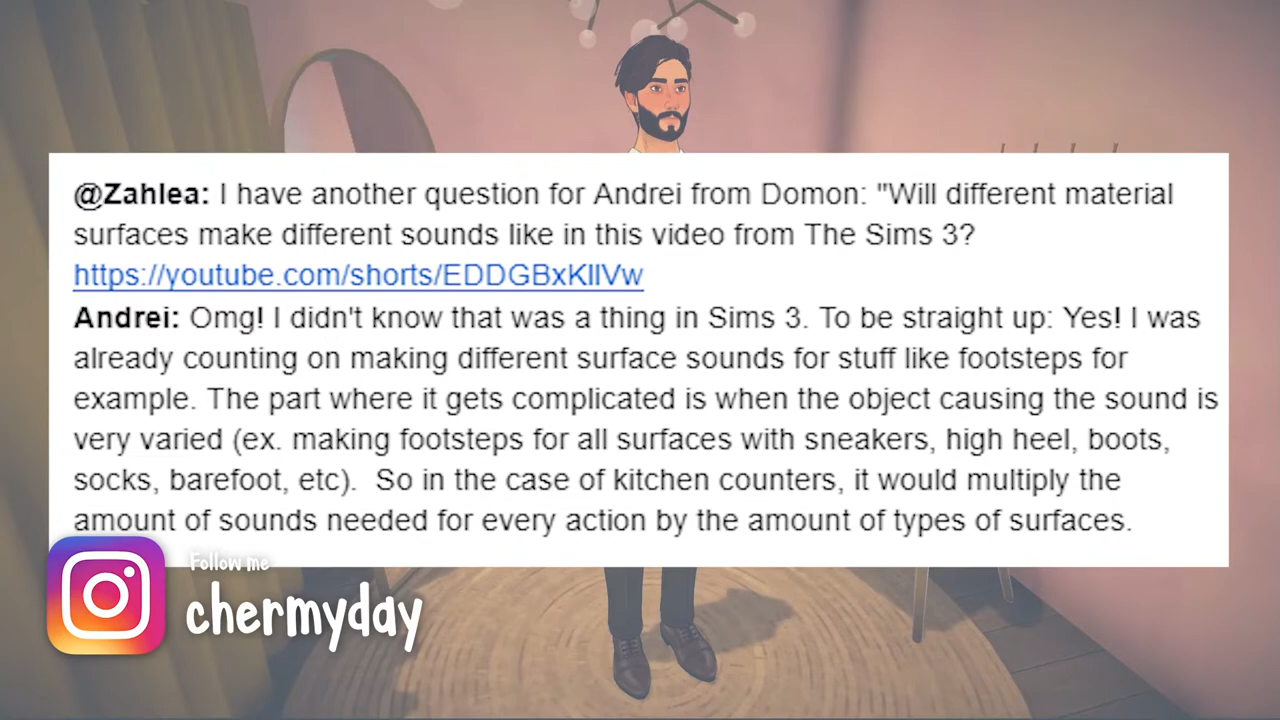 @Zahlea: I have another question for Andrei from Domon: "Will different material
surfaces make different sounds like in this video from The Sims 3?
https://youtube.com/shorts/EDDGBxKIIVw
Andrei: Omg! I didn't know that was a thing in Sims 3. To be straight up: Yes! I was
already counting on making different surface sounds for stuff like footsteps for
example. The part where it gets complicated is when the object causing the sound is
very varied (ex. making footsteps for all surfaces with sneakers, high heel, boots,
socks, barefoot, etc).  So in the case of kitchen counters, it would multiply the
amount of sounds needed for every action by the amount of types of surfaces.
Follow me
chermyday